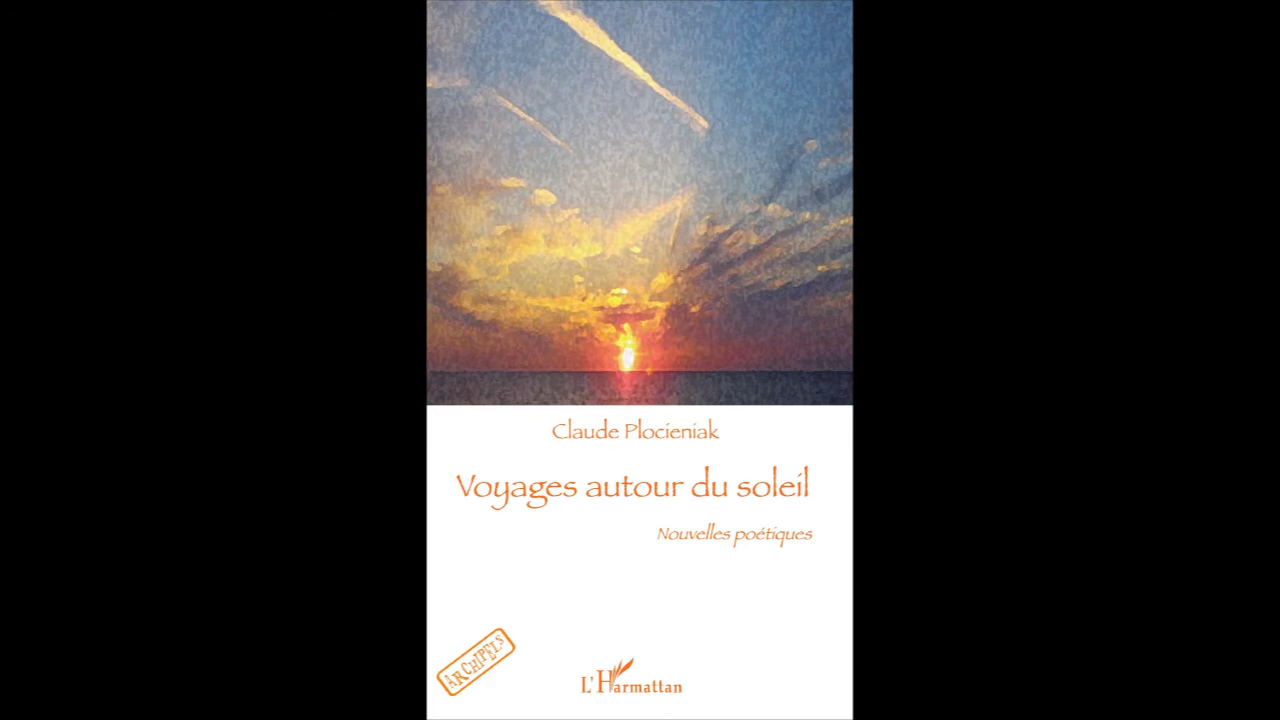 Claude Plocieniak
Voyages autour du soleil
Nouvelles poétiques
ARCHIPELS
L'Harmattan